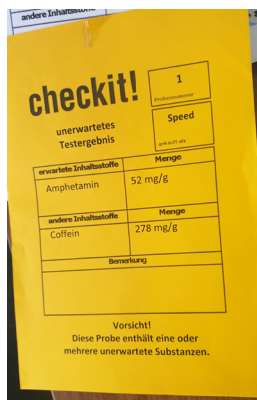 andere Inhaltsstoffe
checkit!
1
Probennummer
unerwartetes
Testergebnis
Speed
gekauft als
erwartete Inhaltsstoffe Menge
Amphetamin 52 mg/g
andere Inhaltsstoffe Menge
Coffein 278 mg/g
Bemerkung
Vorsicht!
Diese Probe enthält eine oder
mehrere unerwartete Substanzen.